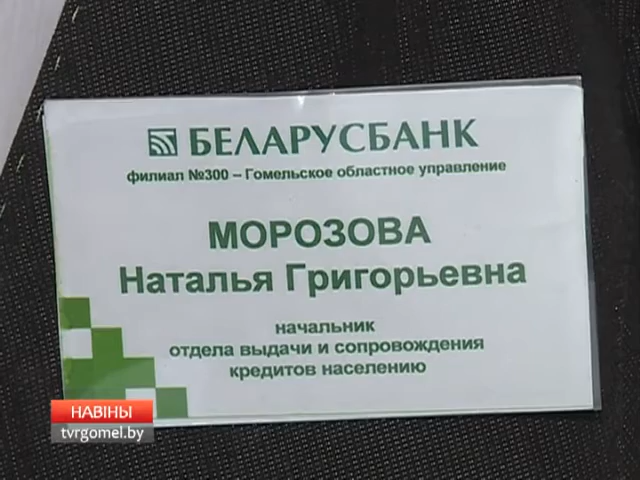 БЕЛАРУСБАНК
филиал №300 – Гомельское областное управление
МОРОЗОВА
Наталья Григорьевна
начальник
отдела выдачи и сопровождения
кредитов населению
НАВІНЫ
tvrgomel.by